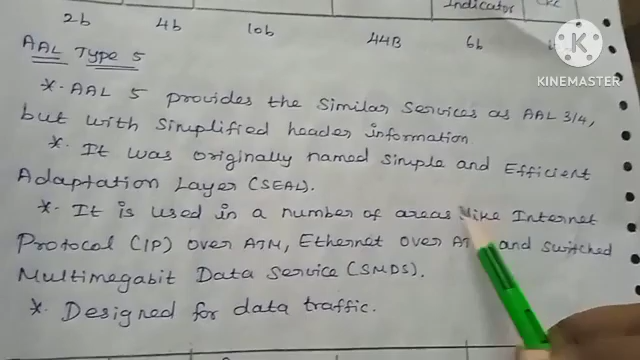 Indicator CRC
2b 4b 10b 44B 6b
KINEMASTER
AAL Type 5
*. AAL 5 provides the similar services as AAL 3/4,
but with simplified header information.
*. It was originally named simple and Efficient
Adaptation Layer (SEAL).
*. It is used in a number of areas like Internet
Protocol (IP) over ATM, Ethernet over and switched
Multimegabit Data Service (SMDS).
*. Designed for data traffic.